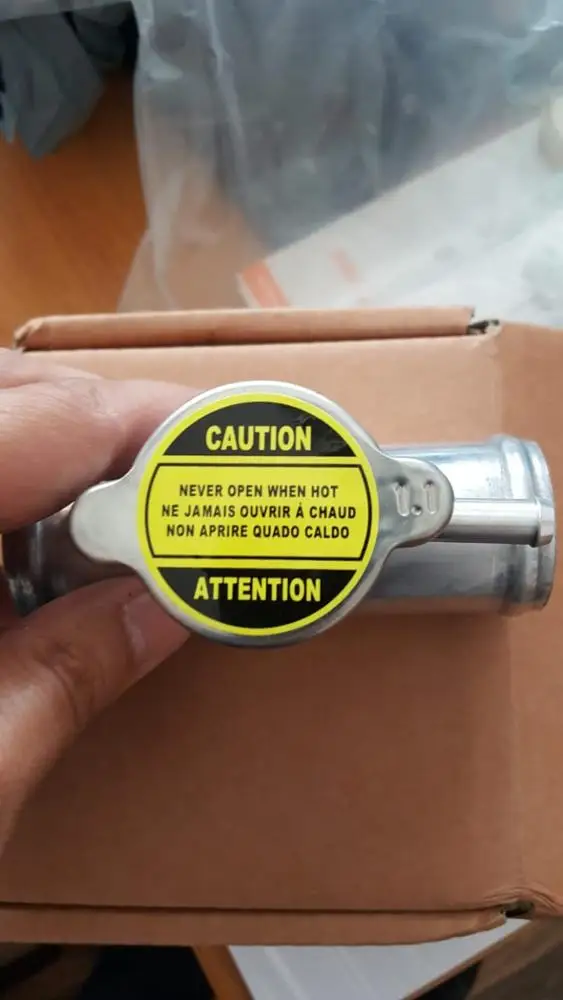 CAUTION
NEVER OPEN WHEN HOT
NE JAMAIS OUVRIR À CHAUD
NON APRIRE QUADO CALDO
1.1
ATTENTION